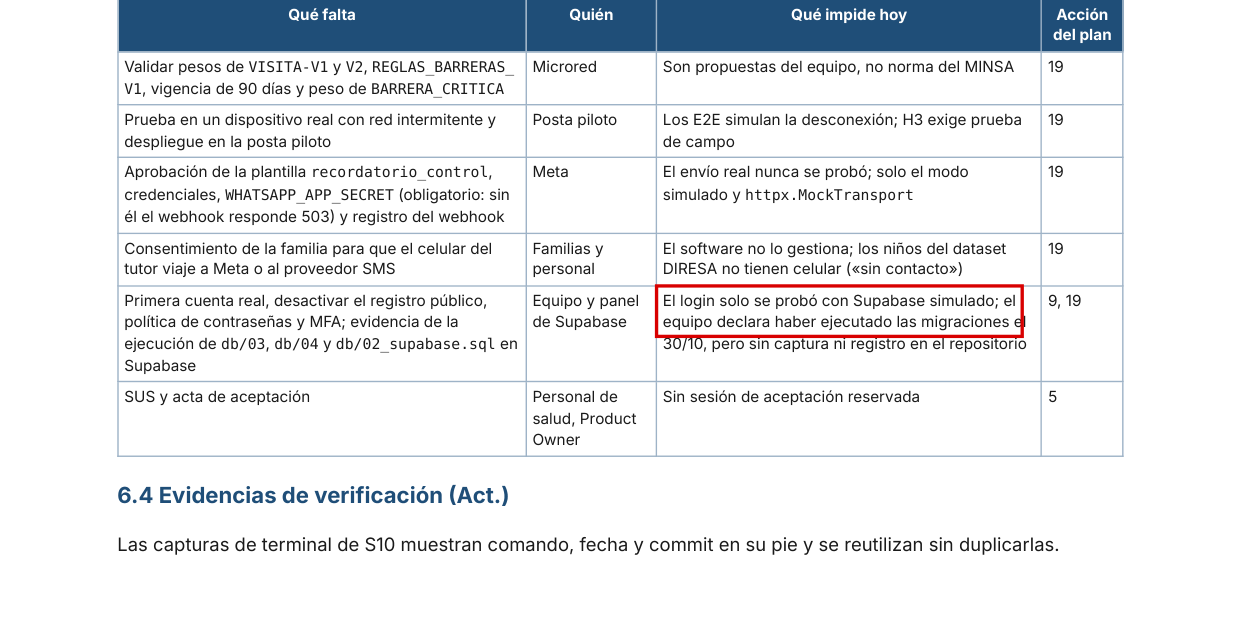 Qué falta
Quién
Qué impide hoy
Acción
del plan
Validar pesos de VISITA-V1 y V2, REGLAS_BARRERAS_
V1, vigencia de 90 días y peso de BARRERA_CRITICA
Microred
Son propuestas del equipo, no norma del MINSA
19
Prueba en un dispositivo real con red intermitente y
despliegue en la posta piloto
Posta piloto
Los E2E simulan la desconexión; H3 exige prueba
de campo
19
Aprobación de la plantilla recordatorio_control,
credenciales, WHATSAPP_APP_SECRET (obligatorio: sin
él el webhook responde 503) y registro del webhook
Meta
El envío real nunca se probó; solo el modo
simulado y httpx.MockTransport
19
Consentimiento de la familia para que el celular del
tutor viaje a Meta o al proveedor SMS
Familias y
personal
El software no lo gestiona; los niños del dataset
DIRESA no tienen celular («sin contacto»)
19
Primera cuenta real, desactivar el registro público,
política de contraseñas y MFA; evidencia de la
ejecución de db/03, db/04 y db/02_supabase.sql en
Supabase
Equipo y panel
de Supabase
El login solo se probó con Supabase simulado; el
equipo declara haber ejecutado las migraciones el
30/10, pero sin captura ni registro en el repositorio
9, 19
SUS y acta de aceptación
Personal de
salud, Product
Owner
Sin sesión de aceptación reservada
5
6.4 Evidencias de verificación (Act.)
Las capturas de terminal de S10 muestran comando, fecha y commit en su pie y se reutilizan sin duplicarlas.